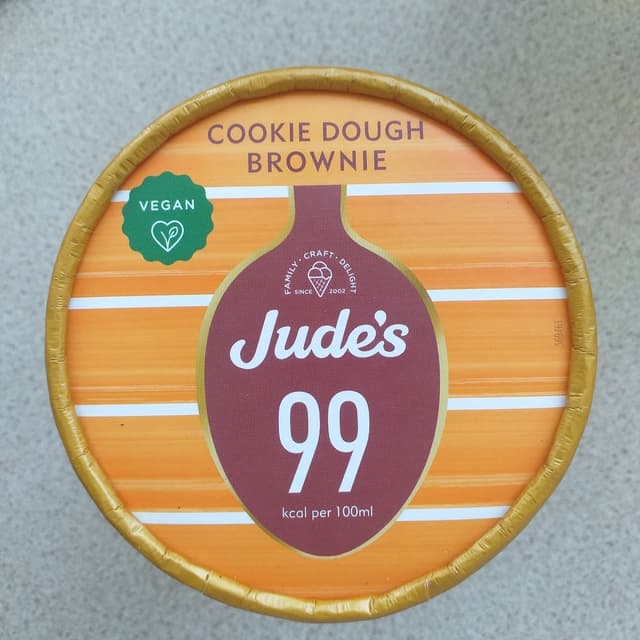 COOKIE DOUGH
BROWNIE
VEGAN
FAMILY · CRAFT · DELIGHT
SINCE 2002
Jude's
99
kcal per 100ml